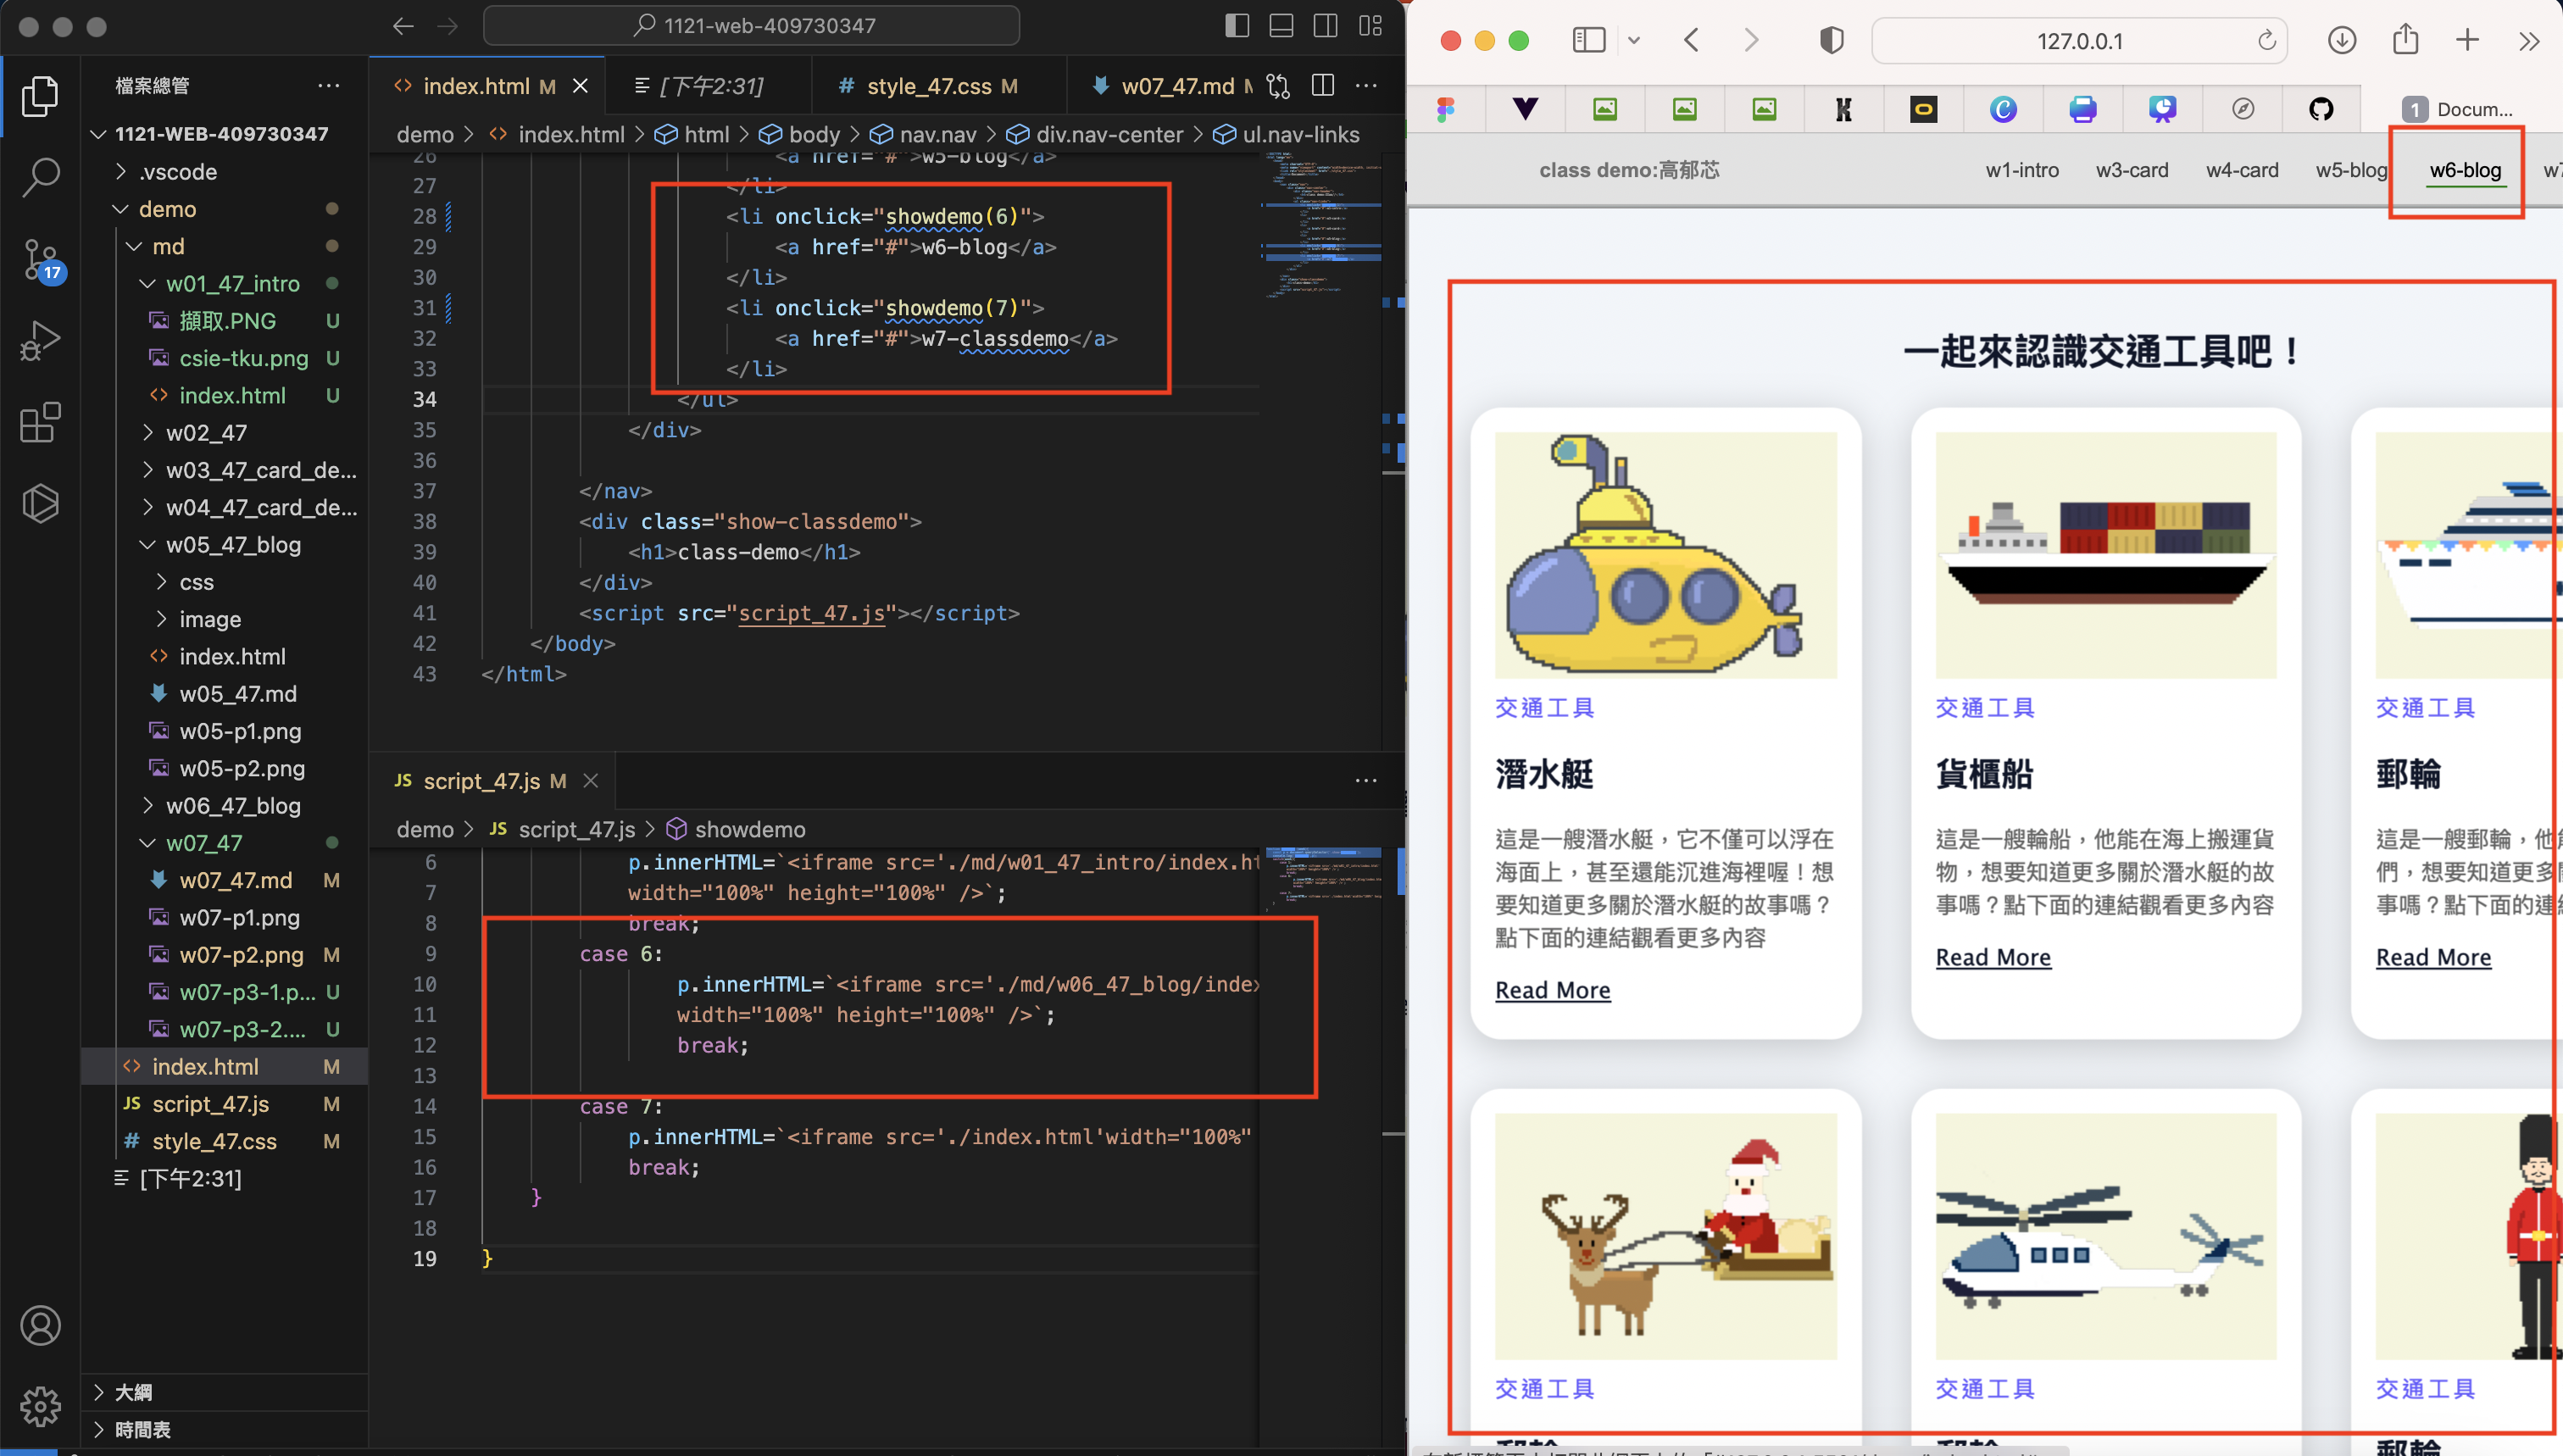 1121-web-409730347
檔案總管
1121-WEB-409730347
.vscode
demo
md
w01_47_intro
擷取.PNG U
csie-tku.png U
index.html U
w02_47
w03_47_card_de...
w04_47_card_de...
w05_47_blog
css
image
index.html
w05_47.md
w05-p1.png
w05-p2.png
w06_47_blog
w07_47
w07_47.md M
w07-p1.png
w07-p2.png M
w07-p3-1.p... U
w07-p3-2.... U
index.html M
JS script_47.js M
# style_47.css M
[下午2:31]
大綱
時間表
17
index.html M
[下午2:31]
# style_47.css M
w07_47.md
demo > index.html > html > body > nav.nav > div.nav-center > ul.nav-links
26 <a href="#">w5-blog</a>
27 </li>
28 <li onclick="showdemo(6)">
29 <a href="#">w6-blog</a>
30 </li>
31 <li onclick="showdemo(7)">
32 <a href="#">w7-classdemo</a>
33 </li>
34 </ul>
35 </div>
36
37 </nav>
38 <div class="show-classdemo">
39 <h1>class-demo</h1>
40 </div>
41 <script src="script_47.js"></script>
42 </body>
43 </html>
JS script_47.js M
demo > JS script_47.js > showdemo
6 p.innerHTML=`<iframe src='./md/w01_47_intro/index.ht
7 width="100%" height="100%" />`;
8 break;
9 case 6:
10 p.innerHTML=`<iframe src='./md/w06_47_blog/index
11 width="100%" height="100%" />`;
12 break;
13
14 case 7:
15 p.innerHTML=`<iframe src='./index.html'width="100%"
16 break;
17 }
18
19 }
127.0.0.1
1 Docum...
class demo:高郁芯
w1-intro
w3-card
w4-card
w5-blog
w6-blog
w7
一起來認識交通工具吧！
交通工具
潛水艇
這是一艘潛水艇，它不僅可以浮在
海面上，甚至還能沉進海裡喔！想
要知道更多關於潛水艇的故事嗎？
點下面的連結觀看更多內容
Read More
交通工具
貨櫃船
這是一艘輪船，他能在海上搬運貨
物，想要知道更多關於潛水艇的故
事嗎？點下面的連結觀看更多內容
Read More
交通工具
郵輪
這是一艘郵輪，他
們，想要知道更多
事嗎？點下面的連
Read More
交通工具
交通工具
交通工具